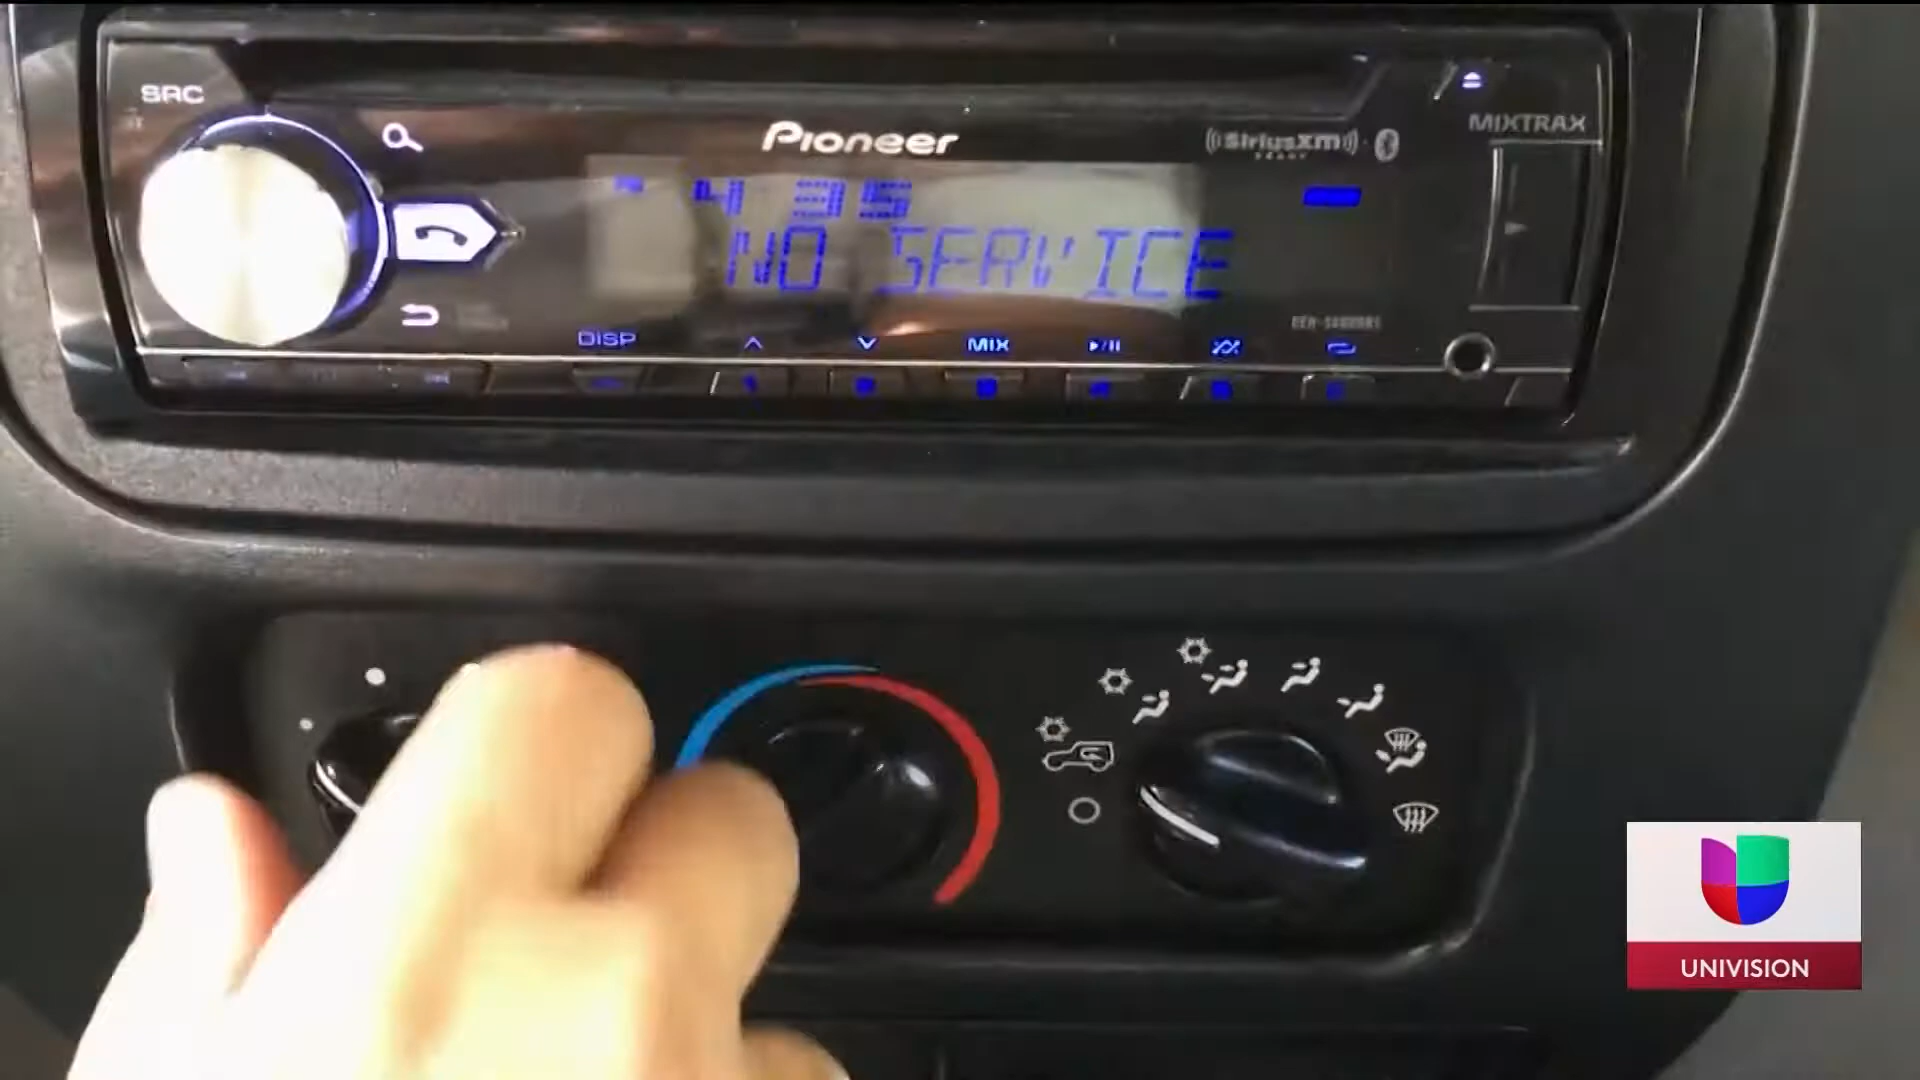 SRC
Pioneer
SiriusXM
MIXTRAX
4 35
NO SERVICE
DISP
MIX
UNIVISION